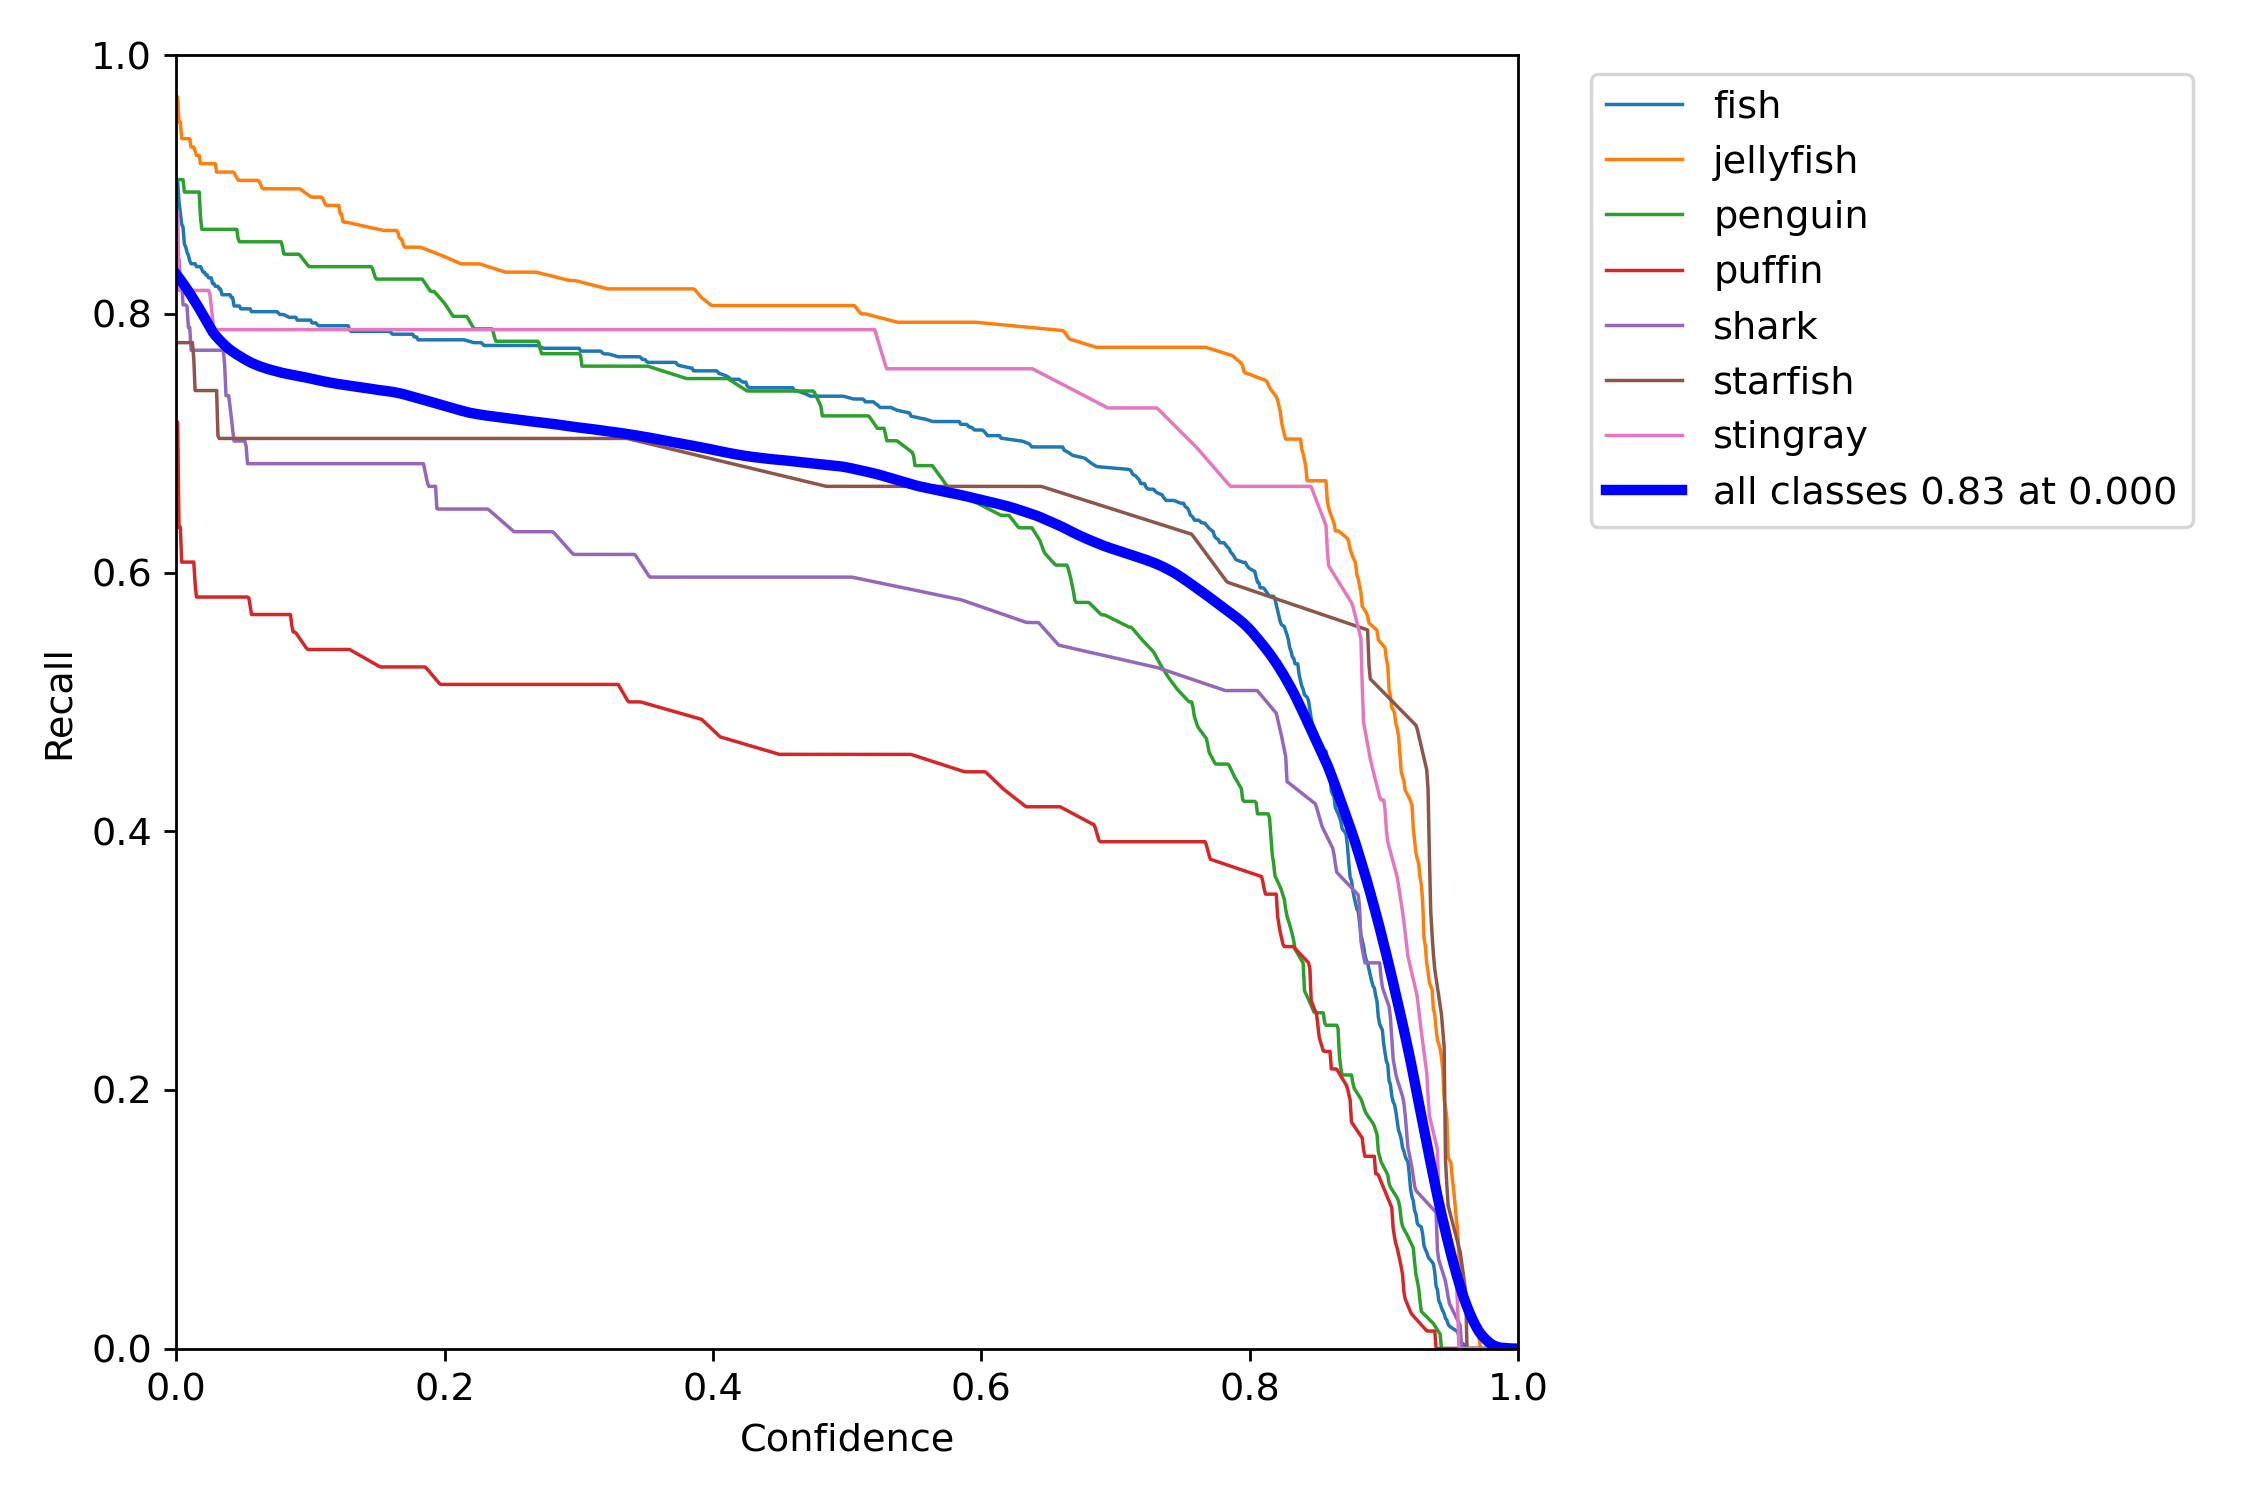 1.0
0.8
0.6
0.4
0.2
0.0
Recall
0.0 0.2 0.4 0.6 0.8 1.0
Confidence
fish
jellyfish
penguin
puffin
shark
starfish
stingray
all classes 0.83 at 0.000